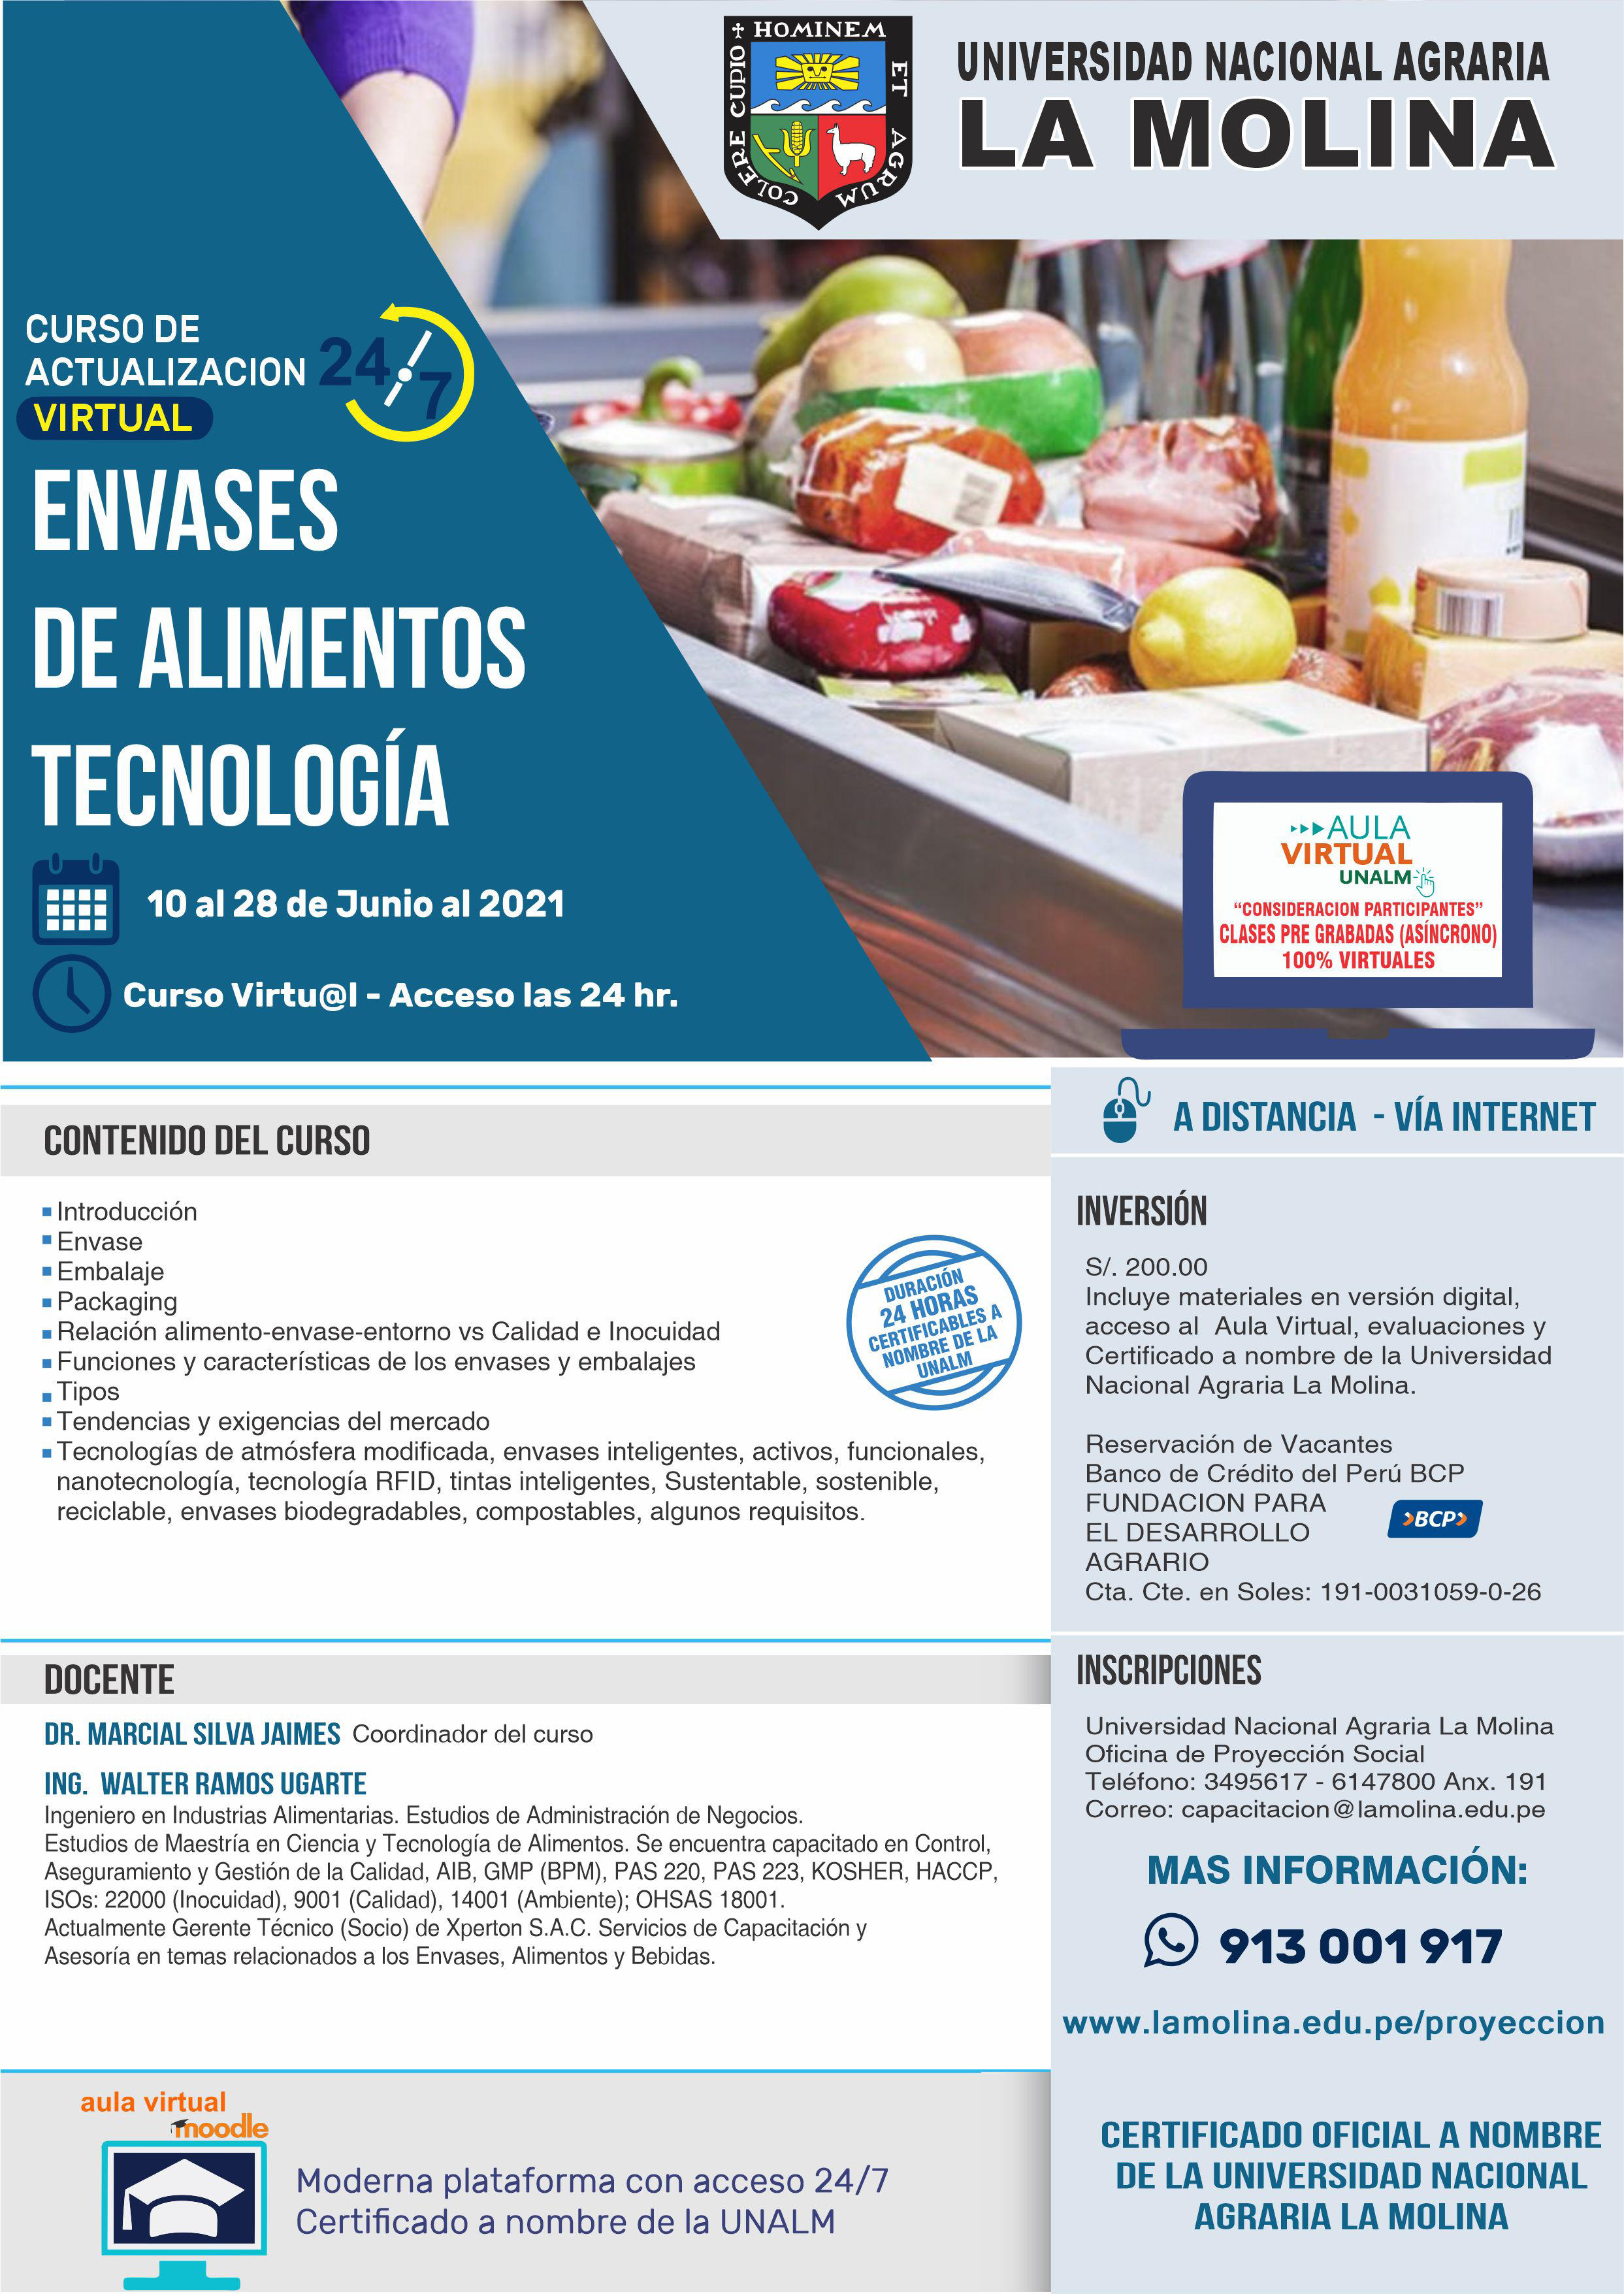 COLERE CUPIO ✝ HOMINEM ET AGRUM
UNIVERSIDAD NACIONAL AGRARIA
LA MOLINA
CURSO DE
ACTUALIZACION
VIRTUAL
24/7
ENVASES
DE ALIMENTOS
TECNOLOGÍA
10 al 28 de Junio al 2021
Curso Virtu@l - Acceso las 24 hr.
AULA
VIRTUAL
UNALM
“CONSIDERACION PARTICIPANTES”
CLASES PRE GRABADAS (ASÍNCRONO)
100% VIRTUALES
CONTENIDO DEL CURSO
Introducción
Envase
Embalaje
Packaging
Relación alimento-envase-entorno vs Calidad e Inocuidad
Funciones y características de los envases y embalajes
Tipos
Tendencias y exigencias del mercado
Tecnologías de atmósfera modificada, envases inteligentes, activos, funcionales,
nanotecnología, tecnología RFID, tintas inteligentes, Sustentable, sostenible,
reciclable, envases biodegradables, compostables, algunos requisitos.
DURACIÓN
24 HORAS
CERTIFICABLES A
NOMBRE DE LA
UNALM
DOCENTE
DR. MARCIAL SILVA JAIMES Coordinador del curso
ING. WALTER RAMOS UGARTE
Ingeniero en Industrias Alimentarias. Estudios de Administración de Negocios.
Estudios de Maestría en Ciencia y Tecnología de Alimentos. Se encuentra capacitado en Control,
Aseguramiento y Gestión de la Calidad, AIB, GMP (BPM), PAS 220, PAS 223, KOSHER, HACCP,
ISOs: 22000 (Inocuidad), 9001 (Calidad), 14001 (Ambiente); OHSAS 18001.
Actualmente Gerente Técnico (Socio) de Xperton S.A.C. Servicios de Capacitación y
Asesoría en temas relacionados a los Envases, Alimentos y Bebidas.
aula virtual
moodle
Moderna plataforma con acceso 24/7
Certificado a nombre de la UNALM
A DISTANCIA - VÍA INTERNET
INVERSIÓN
S/. 200.00
Incluye materiales en versión digital,
acceso al Aula Virtual, evaluaciones y
Certificado a nombre de la Universidad
Nacional Agraria La Molina.
Reservación de Vacantes
Banco de Crédito del Perú BCP
FUNDACION PARA
EL DESARROLLO
AGRARIO
BCP
Cta. Cte. en Soles: 191-0031059-0-26
INSCRIPCIONES
Universidad Nacional Agraria La Molina
Oficina de Proyección Social
Teléfono: 3495617 - 6147800 Anx. 191
Correo: capacitacion@lamolina.edu.pe
MAS INFORMACIÓN:
913 001 917
www.lamolina.edu.pe/proyeccion
CERTIFICADO OFICIAL A NOMBRE
DE LA UNIVERSIDAD NACIONAL
AGRARIA LA MOLINA